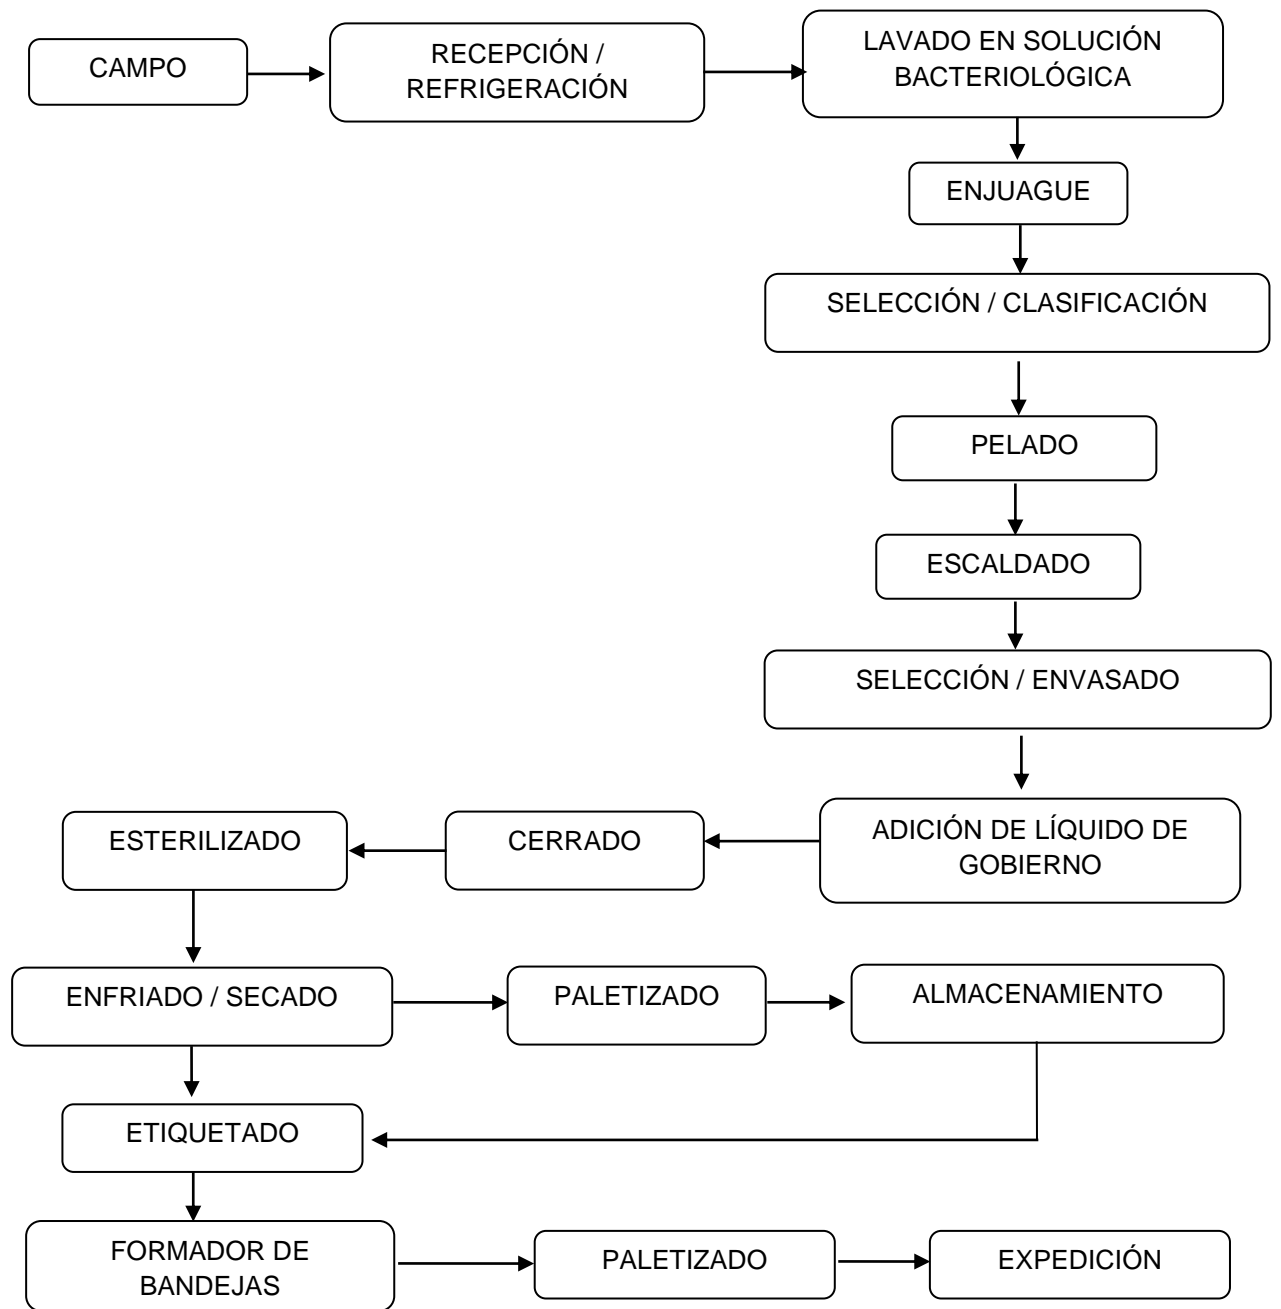 CAMPO
RECEPCIÓN /
REFRIGERACIÓN
LAVADO EN SOLUCIÓN
BACTERIOLÓGICA
ENJUAGUE
SELECCIÓN / CLASIFICACIÓN
PELADO
ESCALDADO
SELECCIÓN / ENVASADO
ADICIÓN DE LÍQUIDO DE
GOBIERNO
CERRADO
ESTERILIZADO
ENFRIADO / SECADO
PALETIZADO
ALMACENAMIENTO
ETIQUETADO
FORMADOR DE
BANDEJAS
PALETIZADO
EXPEDICIÓN